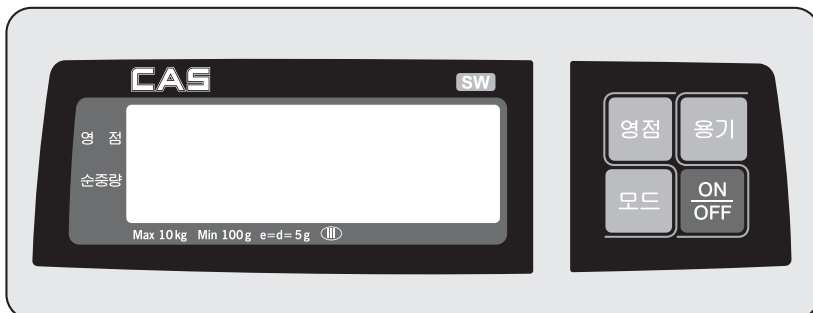 CAS
SW
영 점
순중량
Max 10kg Min 100g e=d=5g Ⅲ
영점 용기
모드 ON
OFF